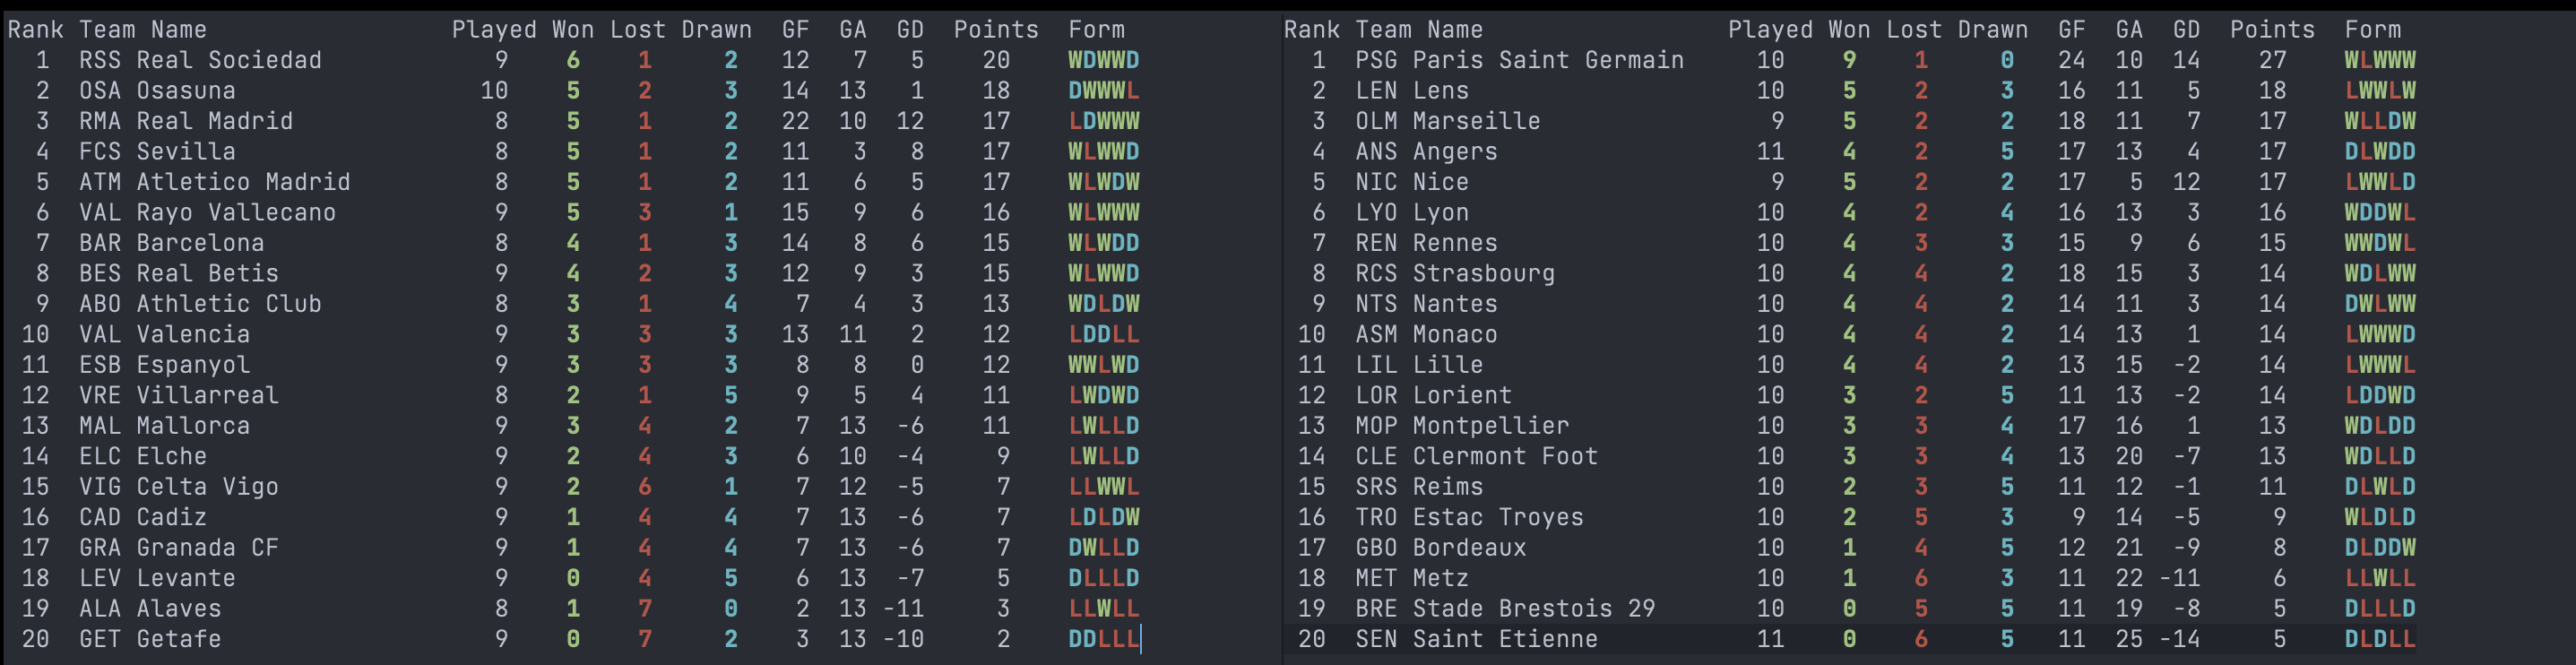 Rank Team Name Played Won Lost Drawn GF GA GD Points Form
1 RSS Real Sociedad 9 6 1 2 12 7 5 20 WDWWD
2 OSA Osasuna 10 5 2 3 14 13 1 18 DWWWL
3 RMA Real Madrid 8 5 1 2 22 10 12 17 LDWWW
4 FCS Sevilla 8 5 1 2 11 3 8 17 WLWWD
5 ATM Atletico Madrid 8 5 1 2 11 6 5 17 WLWDW
6 VAL Rayo Vallecano 9 5 3 1 15 9 6 16 WLWWW
7 BAR Barcelona 8 4 1 3 14 8 6 15 WLWDD
8 BES Real Betis 9 4 2 3 12 9 3 15 WLWWD
9 ABO Athletic Club 8 3 1 4 7 4 3 13 WDLDW
10 VAL Valencia 9 3 3 3 13 11 2 12 LDDLL
11 ESB Espanyol 9 3 3 3 8 8 0 12 WWLWD
12 VRE Villarreal 8 2 1 5 9 5 4 11 LWDWD
13 MAL Mallorca 9 3 4 2 7 13 -6 11 LWLLD
14 ELC Elche 9 2 4 3 6 10 -4 9 LWLLD
15 VIG Celta Vigo 9 2 6 1 7 12 -5 7 LLWWL
16 CAD Cadiz 9 1 4 4 7 13 -6 7 LDLDW
17 GRA Granada CF 9 1 4 4 7 13 -6 7 DWLLD
18 LEV Levante 9 0 4 5 6 13 -7 5 DLLLD
19 ALA Alaves 8 1 7 0 2 13 -11 3 LLWLL
20 GET Getafe 9 0 7 2 3 13 -10 2 DDLLL
Rank Team Name Played Won Lost Drawn GF GA GD Points Form
1 PSG Paris Saint Germain 10 9 1 0 24 10 14 27 WLWWW
2 LEN Lens 10 5 2 3 16 11 5 18 LWWLW
3 OLM Marseille 9 5 2 2 18 11 7 17 WLLDW
4 ANS Angers 11 4 2 5 17 13 4 17 DLWDD
5 NIC Nice 9 5 2 2 17 5 12 17 LWWLD
6 LYO Lyon 10 4 2 4 16 13 3 16 WDDWL
7 REN Rennes 10 4 3 3 15 9 6 15 WWDWL
8 RCS Strasbourg 10 4 4 2 18 15 3 14 WDLWW
9 NTS Nantes 10 4 4 2 14 11 3 14 DWLWW
10 ASM Monaco 10 4 4 2 14 13 1 14 LWWWD
11 LIL Lille 10 4 4 2 13 15 -2 14 LWWWL
12 LOR Lorient 10 3 2 5 11 13 -2 14 LDDWD
13 MOP Montpellier 10 3 3 4 17 16 1 13 WDLDD
14 CLE Clermont Foot 10 3 3 4 13 20 -7 13 WDLLD
15 SRS Reims 10 2 3 5 11 12 -1 11 DLWLD
16 TRO Estac Troyes 10 2 5 3 9 14 -5 9 WLDLD
17 GBO Bordeaux 10 1 4 5 12 21 -9 8 DLDDW
18 MET Metz 10 1 6 3 11 22 -11 6 LLWLL
19 BRE Stade Brestois 29 10 0 5 5 11 19 -8 5 DLLLD
20 SEN Saint Etienne 11 0 6 5 11 25 -14 5 DLDLL